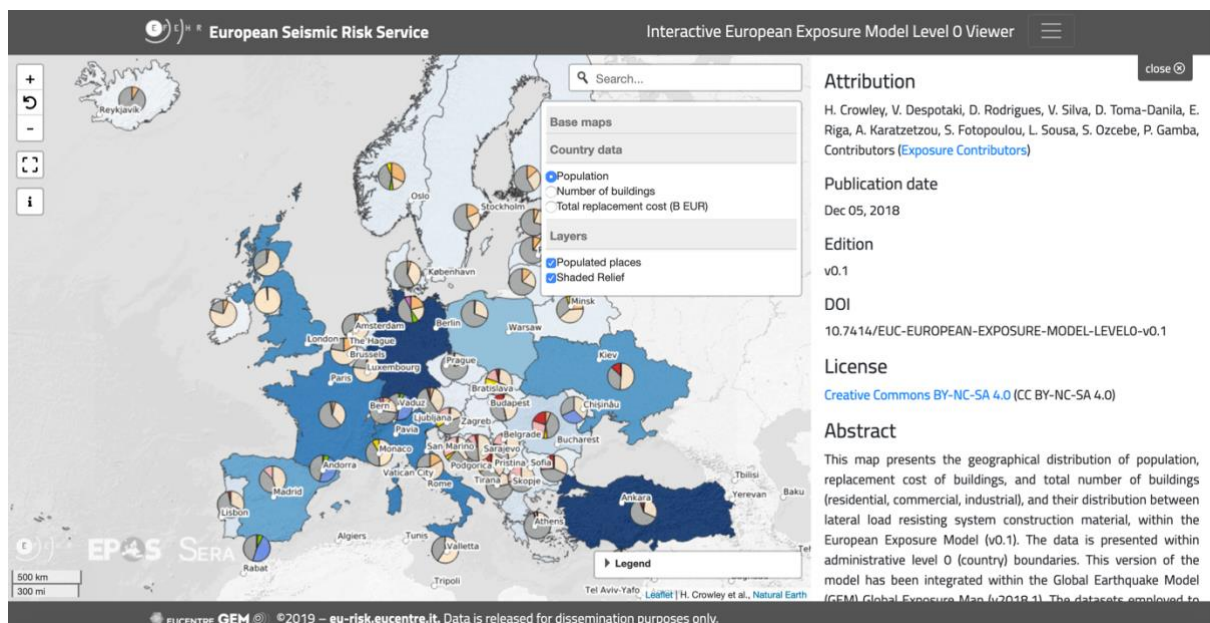 EFEHR European Seismic Risk Service
Interactive European Exposure Model Level 0 Viewer
+
-
i
Search...
Base maps
Country data
Population
Number of buildings
Total replacement cost (B EUR)
Layers
Populated places
Shaded Relief
Reykjavik
Oslo
Stockholm
København
Minsk
Amsterdam
Berlin
Warsaw
London
The Hague
Brussels
Kiev
Luxembourg
Prague
Paris
Bratislava
Bern
Vaduz
Budapest
Chișinău
Ljubljana
Zagreb
Pavia
Belgrade
Bucharest
Monaco
San Marino
Sarajevo
Andorra
Vatican City
Podgorica
Pristina
Sofia
Madrid
Rome
Tirana
Skopje
Tbilisi
Yerevan
Baku
Ankara
Lisbon
Athens
Algiers
Tunis
Valletta
Rabat
Tripoli
Tel Aviv-Yafo
EPOS SERA
500 km
300 mi
Legend
Leaflet | H. Crowley et al., Natural Earth
close
Attribution
H. Crowley, V. Despotaki, D. Rodrigues, V. Silva, D. Toma-Danila, E.
Riga, A. Karatzetzou, S. Fotopoulou, L. Sousa, S. Ozcebe, P. Gamba,
Contributors (Exposure Contributors)
Publication date
Dec 05, 2018
Edition
v0.1
DOI
10.7414/EUC-EUROPEAN-EXPOSURE-MODEL-LEVEL0-v0.1
License
Creative Commons BY-NC-SA 4.0 (CC BY-NC-SA 4.0)
Abstract
This map presents the geographical distribution of population,
replacement cost of buildings, and total number of buildings
(residential, commercial, industrial), and their distribution between
lateral load resisting system construction material, within the
European Exposure Model (v0.1). The data is presented within
administrative level 0 (country) boundaries. This version of the
model has been integrated within the Global Earthquake Model
(GEM) Global Exposure Map (v2018.1). The datasets employed to
EUCENTRE GEM ©2019 – eu-risk.eucentre.it. Data is released for dissemination purposes only.